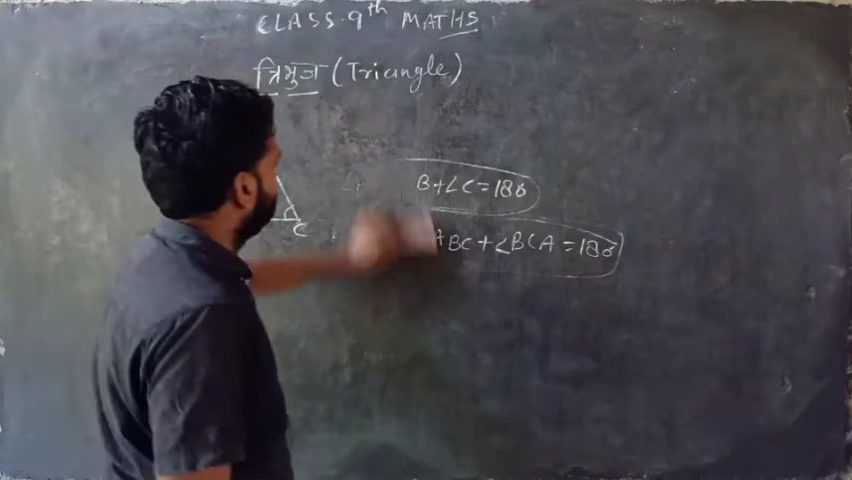 CLASS-9th MATHS
त्रिभुज (Triangle)
B+∠C=180
C
ABC+∠BCA=180